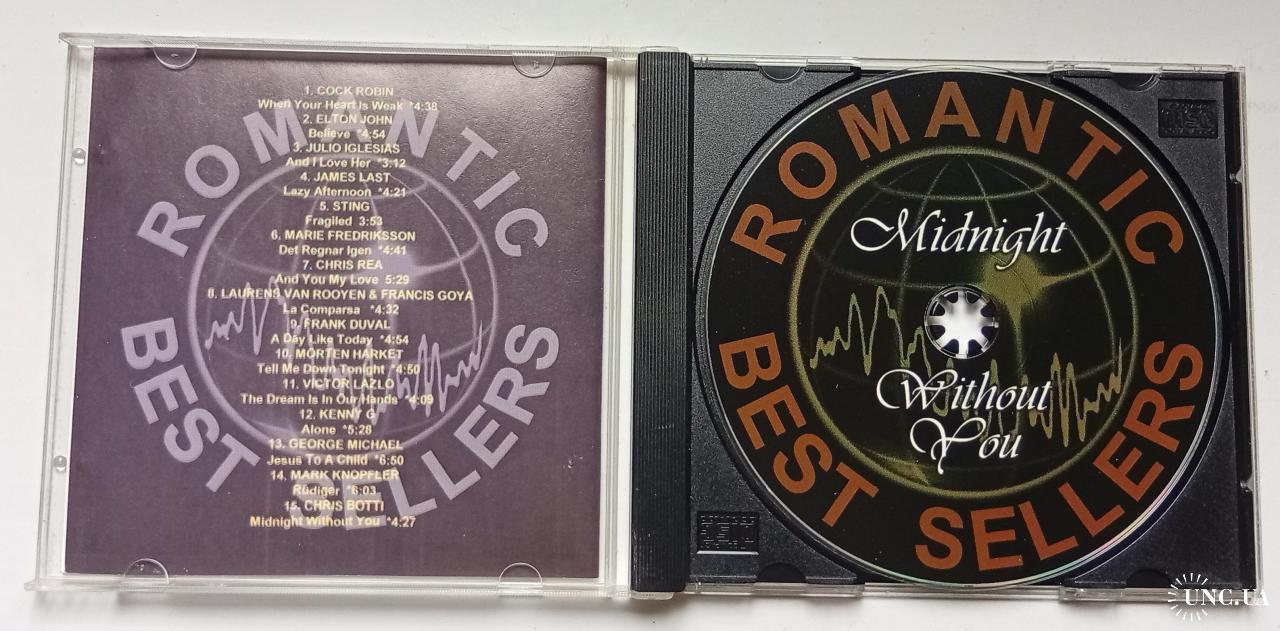 ROMANTIC
BEST SELLERS
1. COCK ROBIN
When Your Heart Is Weak *4:38
2. ELTON JOHN
Believe *4:54
3. JULIO IGLESIAS
And I Love Her *3:12
4. JAMES LAST
Lazy Afternoon *4:21
5. STING
Fragiled 3:53
6. MARIE FREDRIKSSON
Det Regnar Igen *4:41
7. CHRIS REA
And You My Love 5:29
8. LAURENS VAN ROOYEN & FRANCIS GOYA
La Comparsa *4:32
9. FRANK DUVAL
A Day Like Today *4:54
10. MORTEN HARKET
Tell Me Down Tonight *4:50
11. VICTOR LAZLO
The Dream Is In Our Hands *4:09
12. KENNY G
Alone *5:28
13. GEORGE MICHAEL
Jesus To A Child *6:50
14. MARK KNOPFLER
Rüdiger *6:03
15. CHRIS BOTTI
Midnight Without You *4:27
ROMANTIC
Midnight
Without
You
BEST SELLERS
UNC.UA